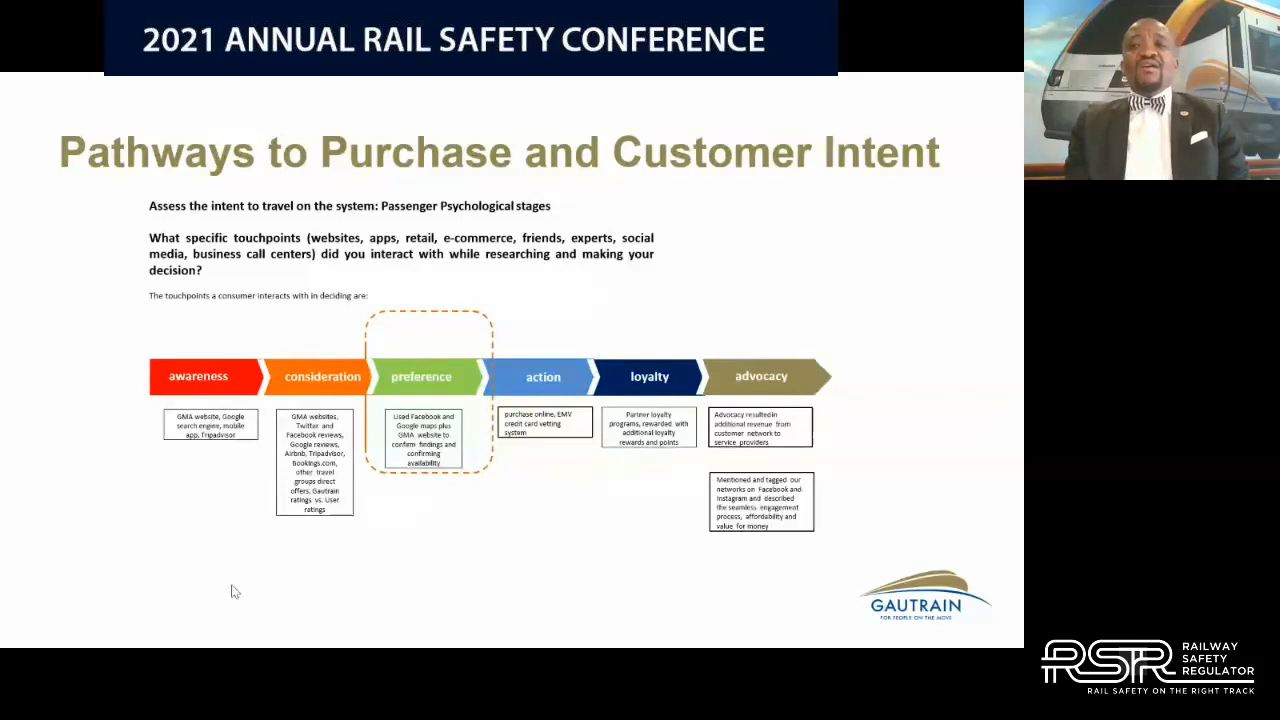 2021 ANNUAL RAIL SAFETY CONFERENCE
Pathways to Purchase and Customer Intent
Assess the intent to travel on the system: Passenger Psychological stages
What specific touchpoints (websites, apps, retail, e-commerce, friends, experts, social
media, business call centers) did you interact with while researching and making your
decision?
The touchpoints a consumer interacts with in deciding are:
awareness
consideration
preference
action
loyalty
advocacy
GMA website, Google
search engine, mobile
app, Tripadvisor
GMA websites,
Twitter and
Facebook reviews,
Google reviews,
Airbnb, Tripadvisor,
Bookings.com,
other travel
groups direct
offers, Gautrain
ratings vs. User
ratings
Used Facebook and
Google maps plus
GMA website to
confirm findings and
confirming
availability
purchase online, EMV
credit card vetting
system
Partner loyalty
programs, rewarded with
additional loyalty
rewards and points
Advocacy resulted in
additional revenue from
customer network to
service providers
Mentioned and tagged our
networks on Facebook and
Instagram and described
the seamless engagement
process, affordability and
value for money
GAUTRAIN
FOR PEOPLE ON THE MOVE
RSR
RAILWAY
SAFETY
REGULATOR
RAIL SAFETY ON THE RIGHT TRACK